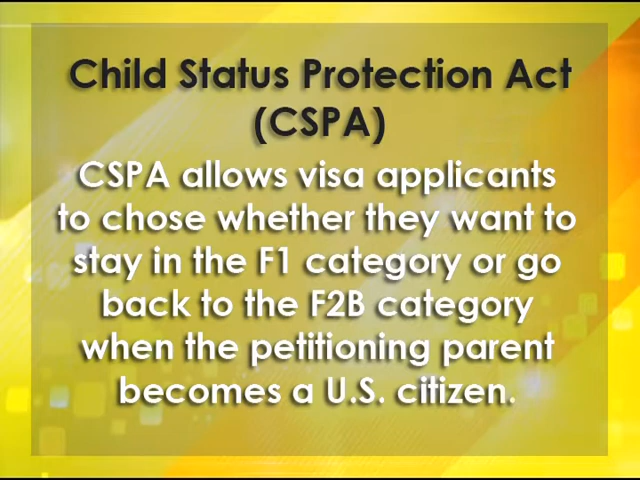 Child Status Protection Act
(CSPA)
CSPA allows visa applicants
to chose whether they want to
stay in the F1 category or go
back to the F2B category
when the petitioning parent
becomes a U.S. citizen.